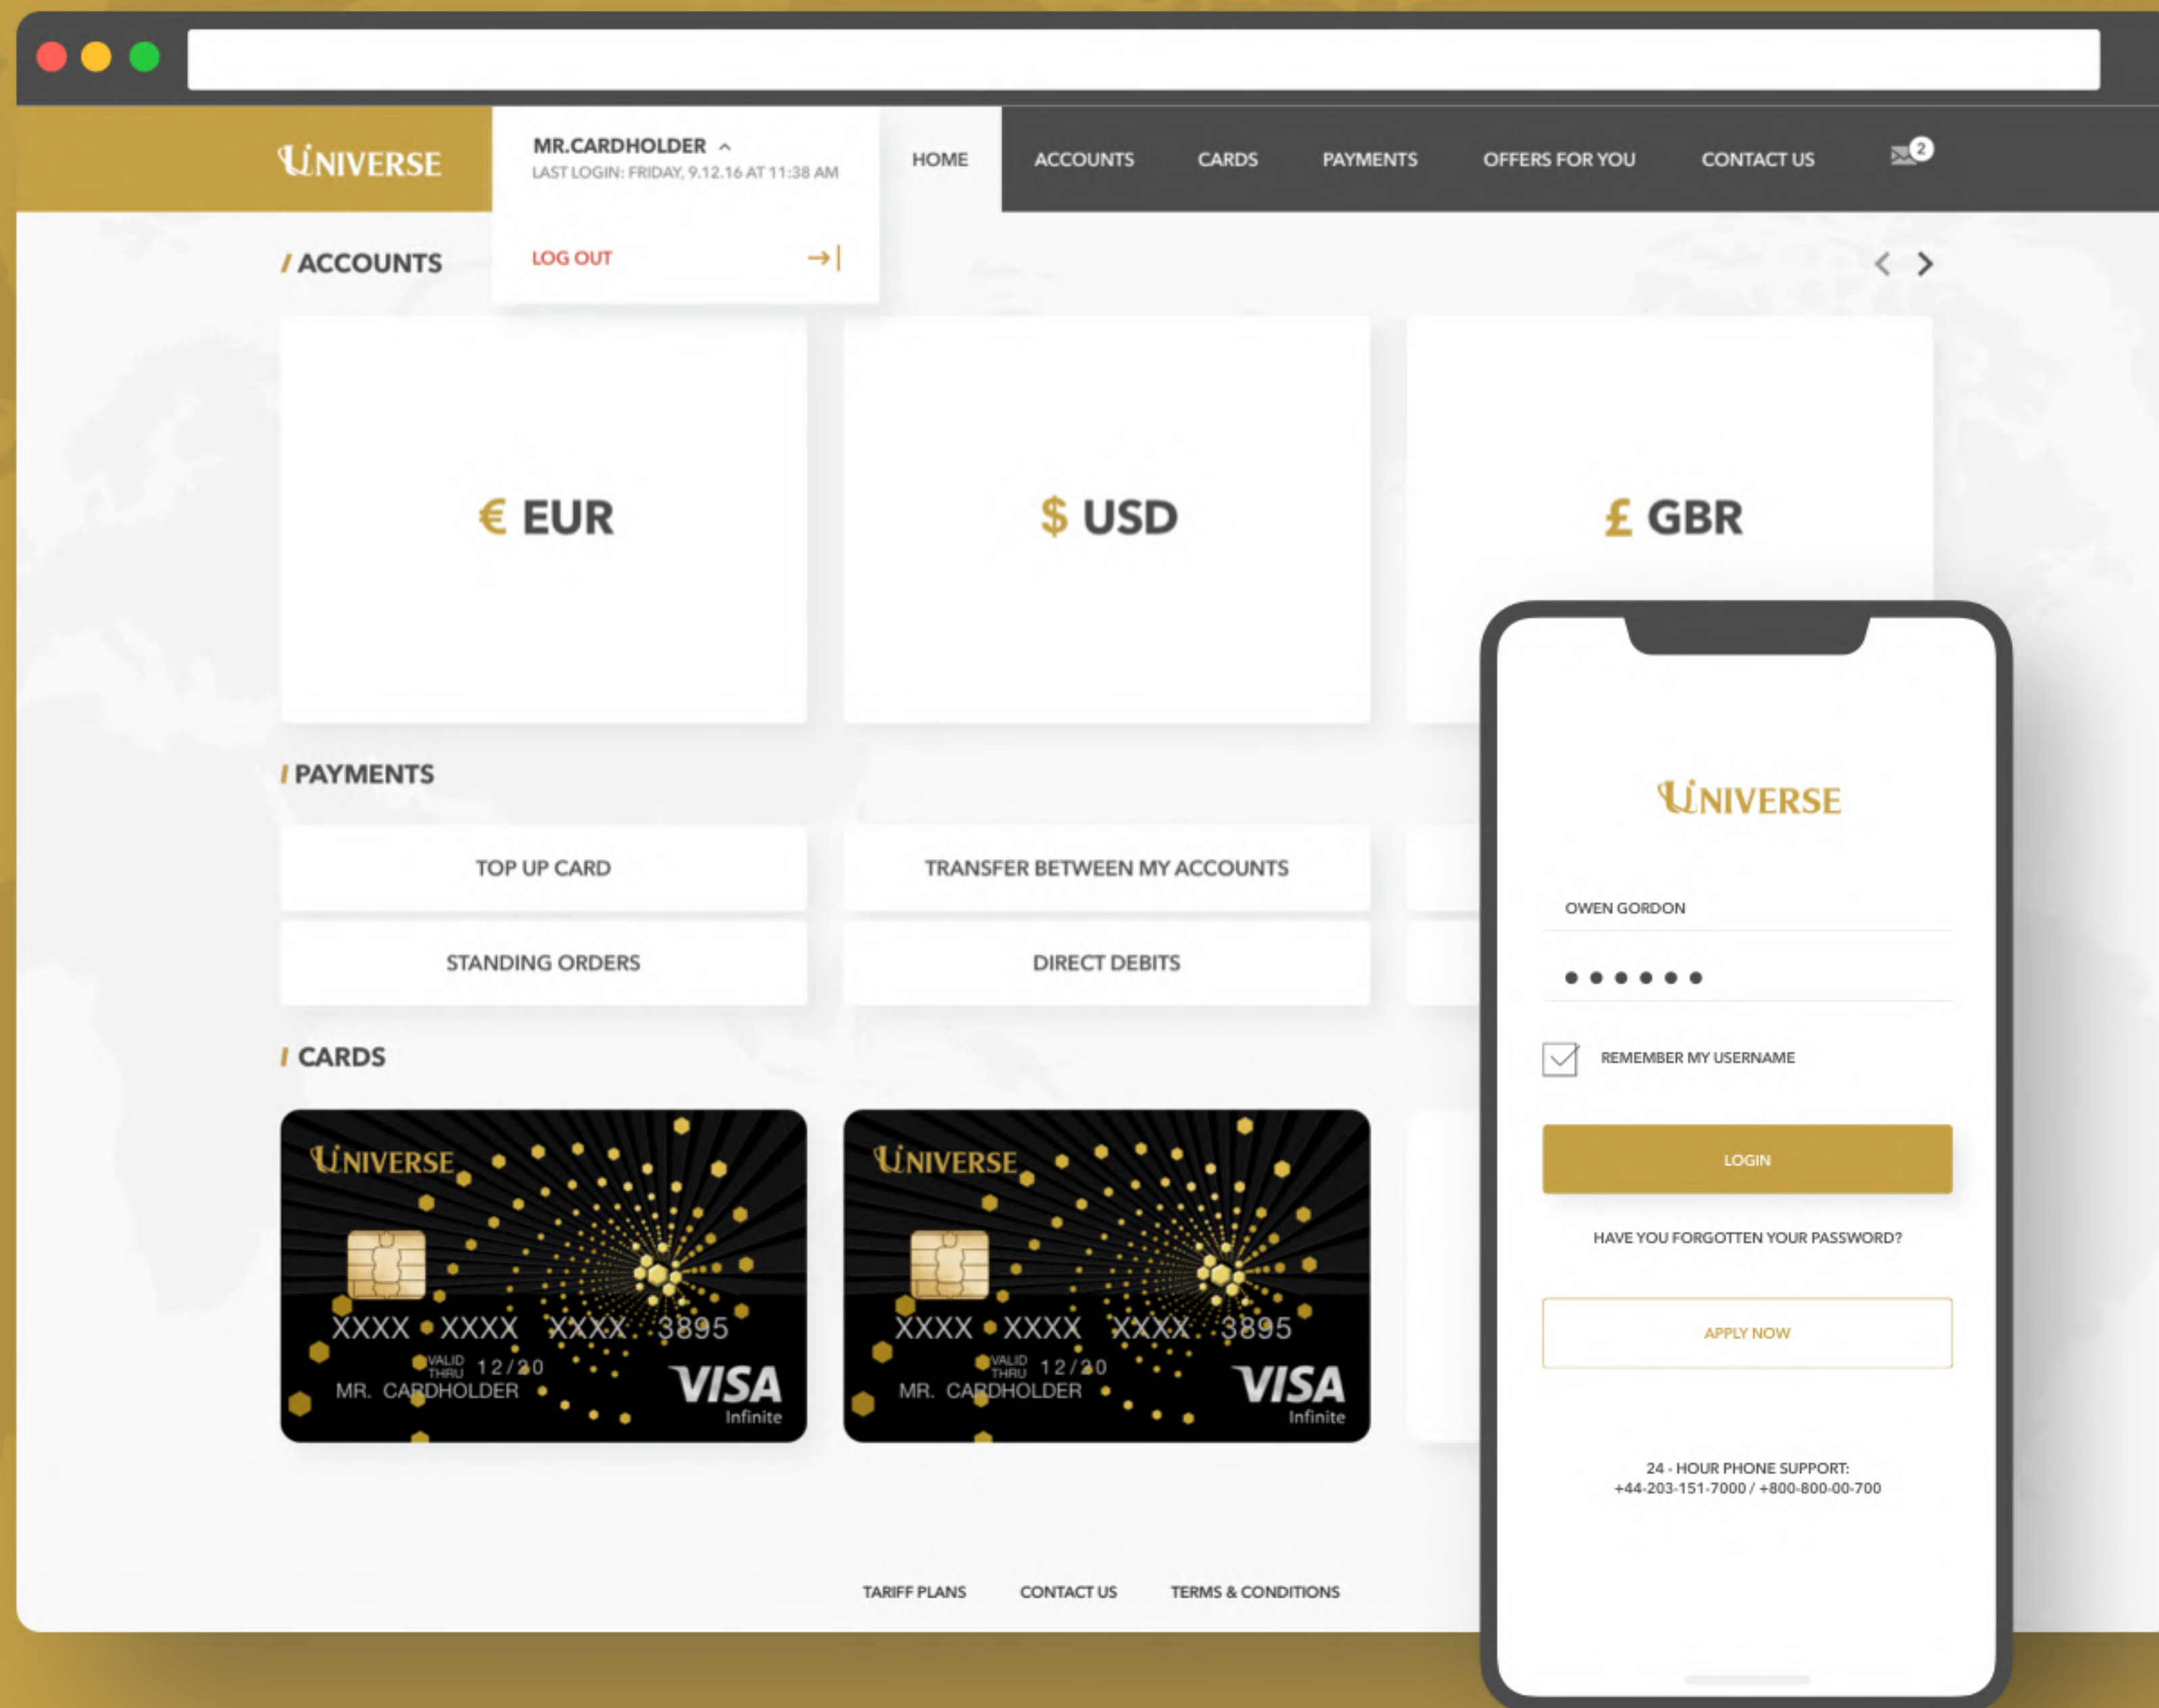 UNIVERSE
MR.CARDHOLDER
LAST LOGIN: FRIDAY, 9.12.16 AT 11:38 AM
LOG OUT
HOME
ACCOUNTS
CARDS
PAYMENTS
OFFERS FOR YOU
CONTACT US
2
/ ACCOUNTS
€ EUR
$ USD
£ GBR
/ PAYMENTS
TOP UP CARD
TRANSFER BETWEEN MY ACCOUNTS
STANDING ORDERS
DIRECT DEBITS
/ CARDS
UNIVERSE
XXXX XXXX XXXX 3895
VALID
THRU 12/20
MR. CARDHOLDER
VISA
Infinite
UNIVERSE
XXXX XXXX XXXX 3895
VALID
THRU 12/20
MR. CARDHOLDER
VISA
Infinite
TARIFF PLANS
CONTACT US
TERMS & CONDITIONS
UNIVERSE
OWEN GORDON
REMEMBER MY USERNAME
LOGIN
HAVE YOU FORGOTTEN YOUR PASSWORD?
APPLY NOW
24 - HOUR PHONE SUPPORT:
+44-203-151-7000 / +800-800-00-700